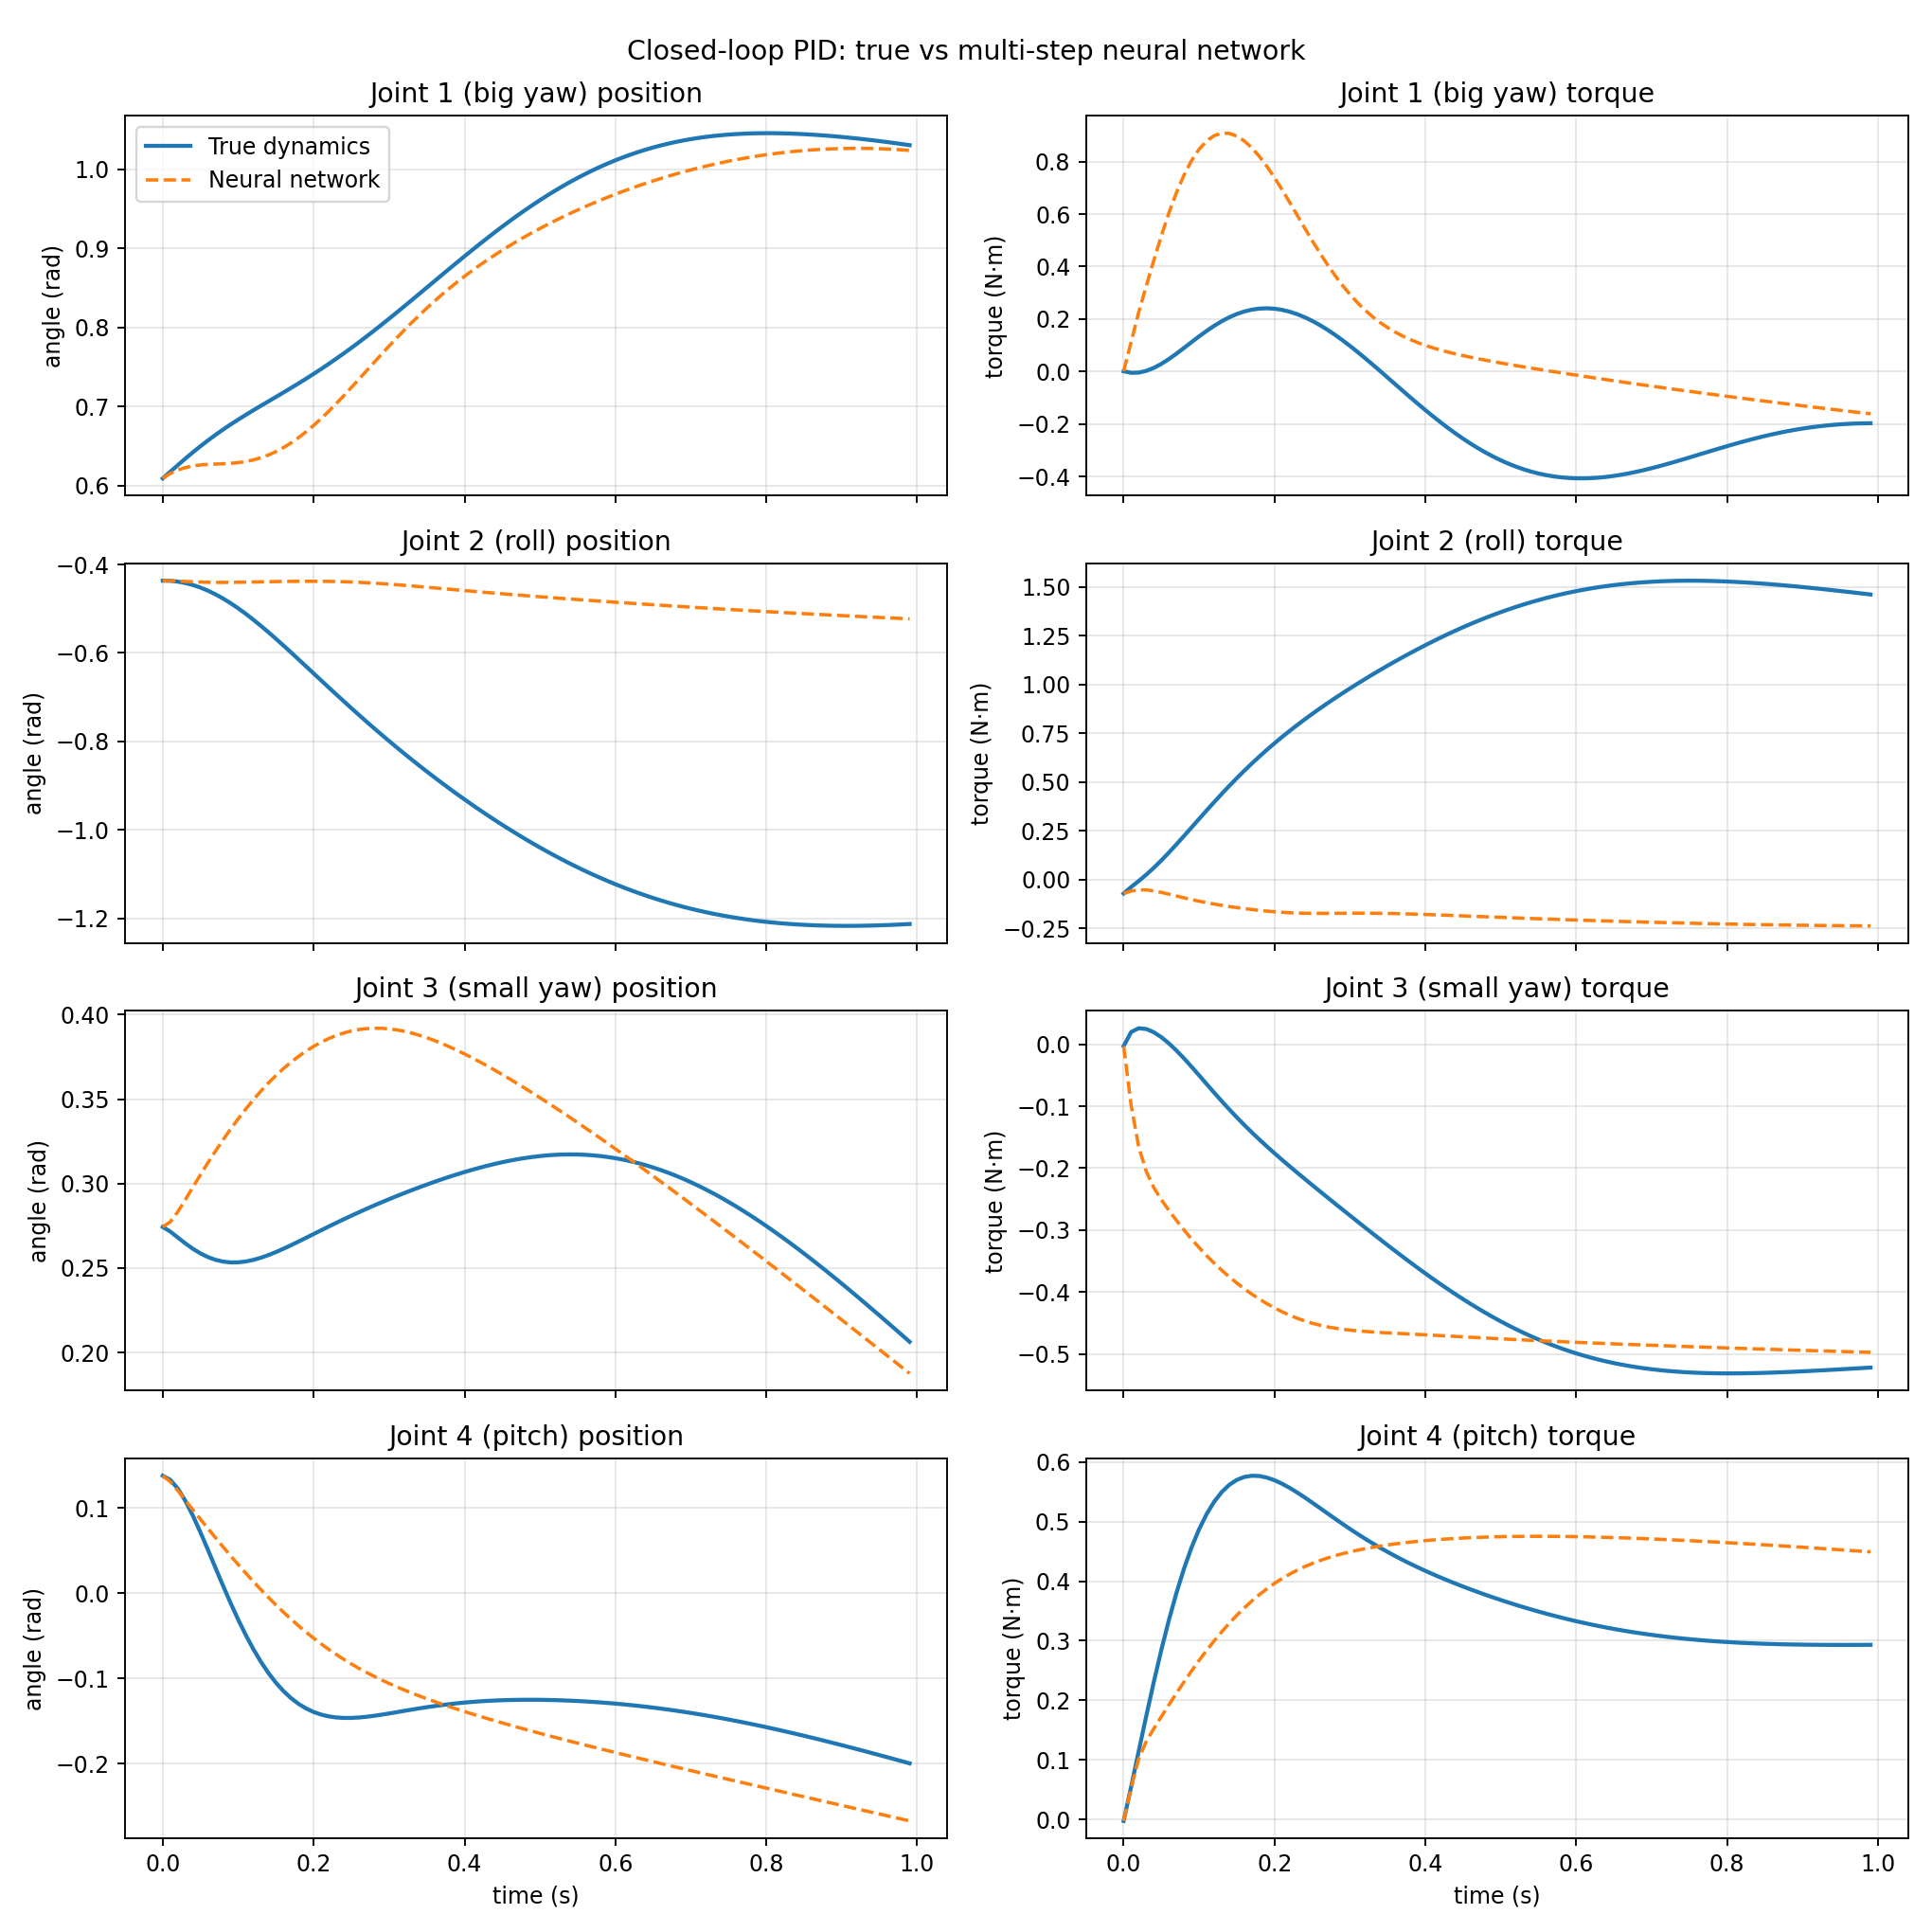 Closed-loop PID: true vs multi-step neural network
Joint 1 (big yaw) position
Joint 1 (big yaw) torque
True dynamics
Neural network
angle (rad)
1.0
0.9
0.8
0.7
0.6
torque (N·m)
0.8
0.6
0.4
0.2
0.0
−0.2
−0.4
Joint 2 (roll) position
Joint 2 (roll) torque
angle (rad)
−0.4
−0.6
−0.8
−1.0
−1.2
torque (N·m)
1.50
1.25
1.00
0.75
0.50
0.25
0.00
−0.25
Joint 3 (small yaw) position
Joint 3 (small yaw) torque
angle (rad)
0.40
0.35
0.30
0.25
0.20
torque (N·m)
0.0
−0.1
−0.2
−0.3
−0.4
−0.5
Joint 4 (pitch) position
Joint 4 (pitch) torque
angle (rad)
0.1
0.0
−0.1
−0.2
torque (N·m)
0.6
0.5
0.4
0.3
0.2
0.1
0.0
0.0 0.2 0.4 0.6 0.8 1.0
time (s)
0.0 0.2 0.4 0.6 0.8 1.0
time (s)